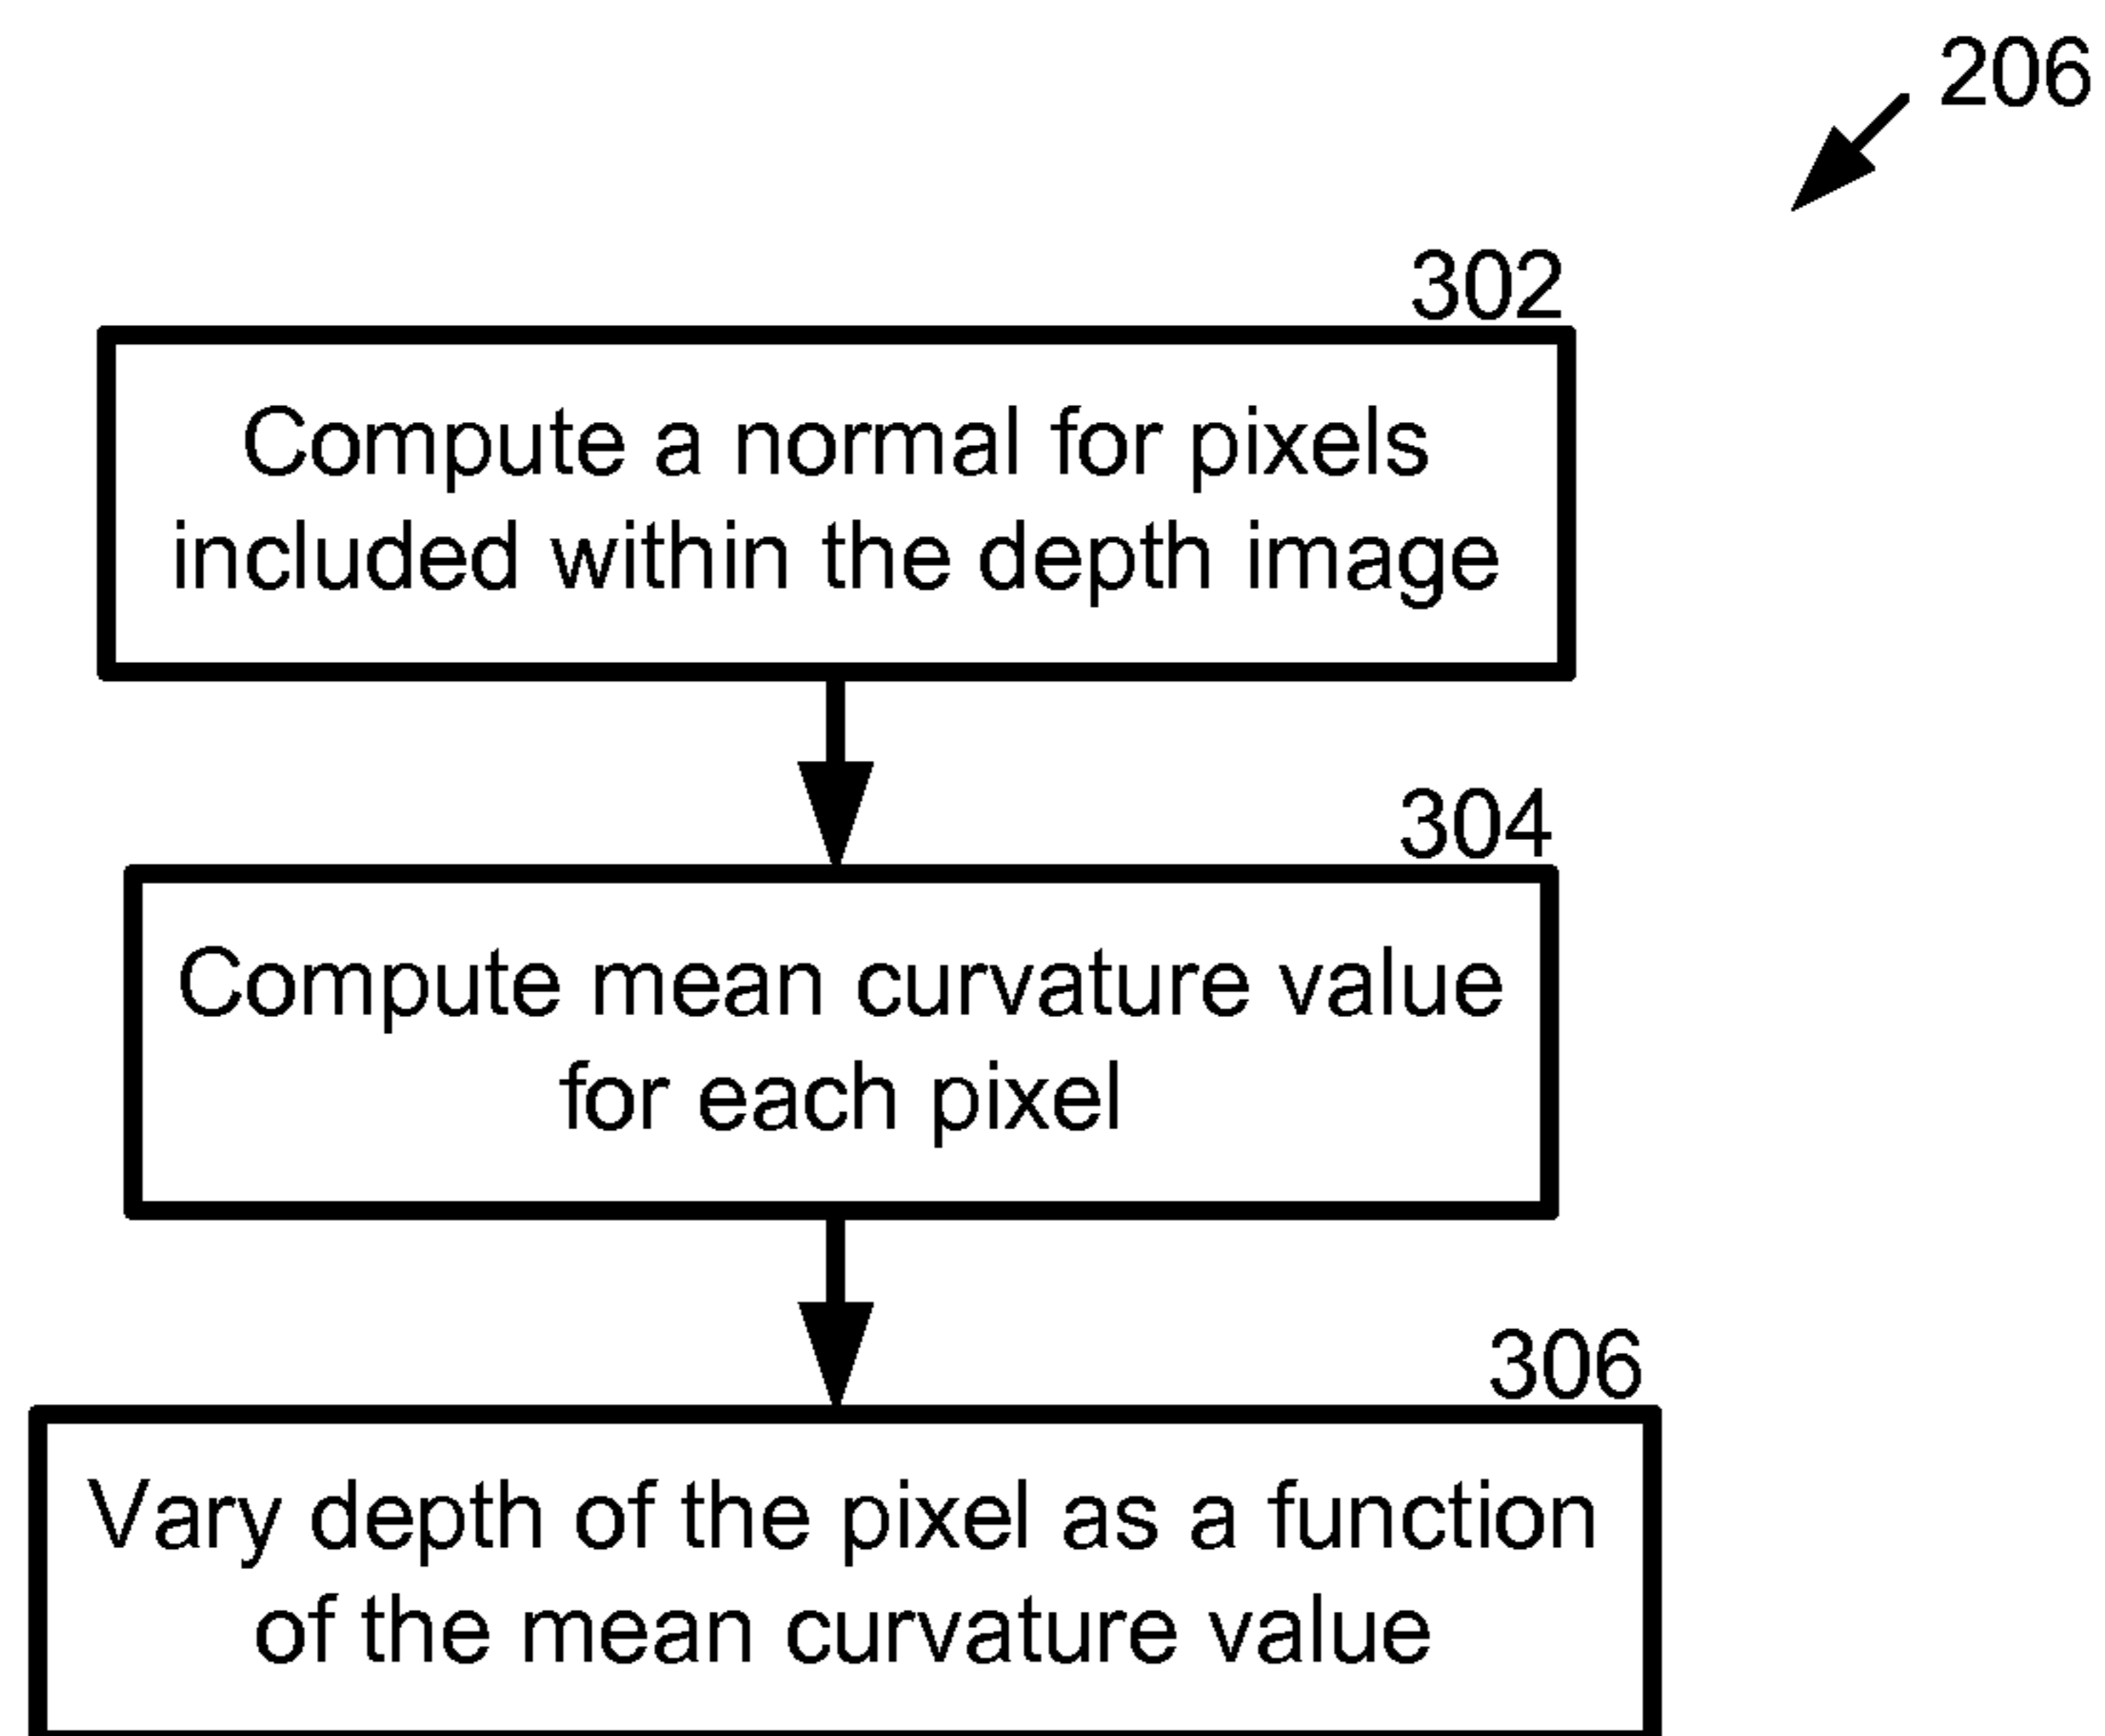 206
302
Compute a normal for pixels
included within the depth image
304
Compute mean curvature value
for each pixel
306
Vary depth of the pixel as a function
of the mean curvature value